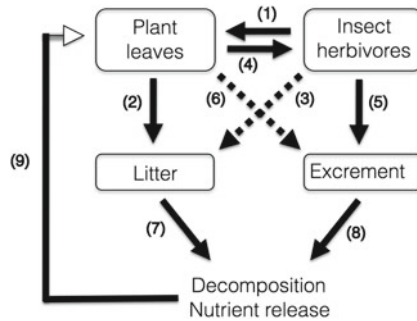 Plant
leaves
(1)
(4)
Insect
herbivores
(2)
(6)
(3)
(5)
(9)
Litter
Excrement
(7)
(8)
Decomposition
Nutrient release